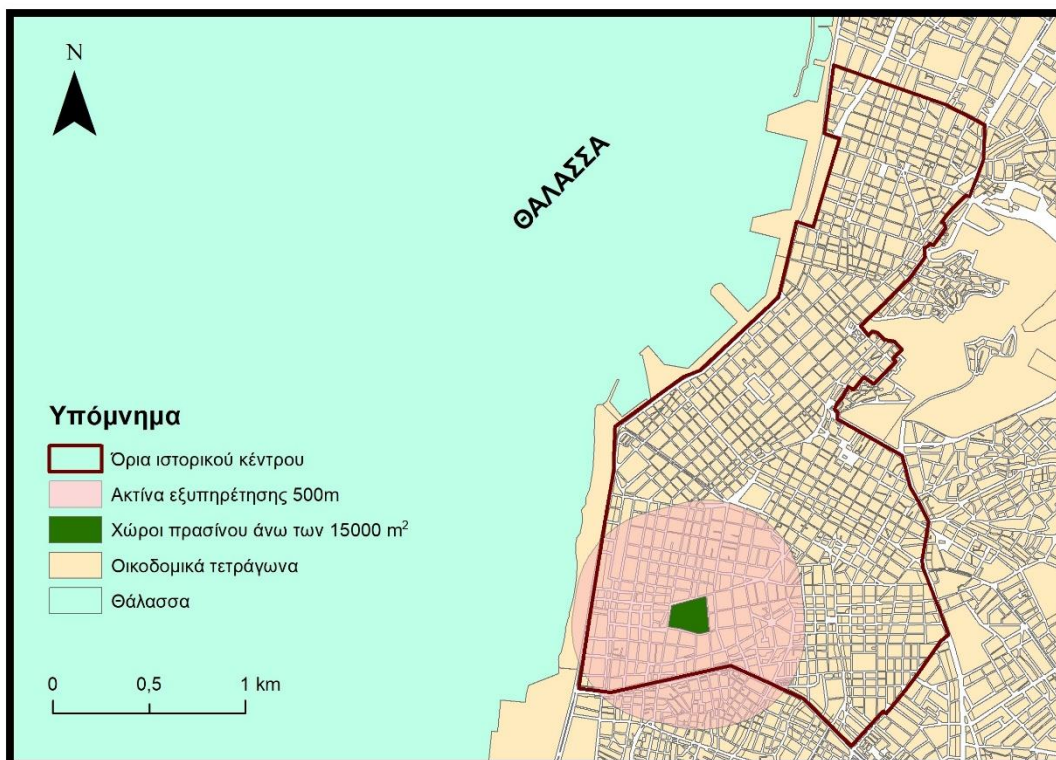 N
ΘΑΛΑΣΣΑ
Υπόμνημα
Όρια ιστορικού κέντρου
Ακτίνα εξυπηρέτησης 500m
Χώροι πρασίνου άνω των 15000 m²
Οικοδομικά τετράγωνα
Θάλασσα
0 0,5 1 km